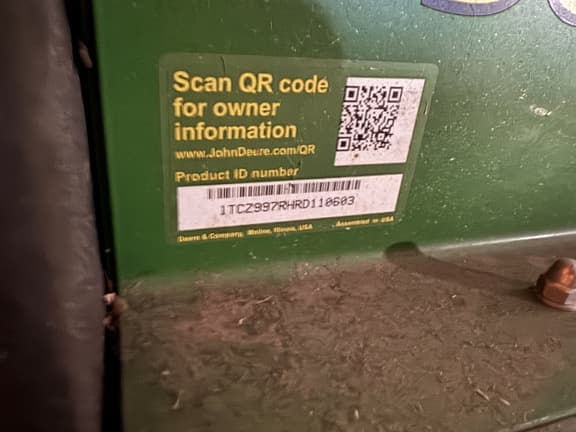 Scan QR code
for owner
information
www.JohnDeere.com/QR
Product ID number
1TCZ997RHRD110603
Deere & Company, Moline, Illinois, USA Assembled in USA